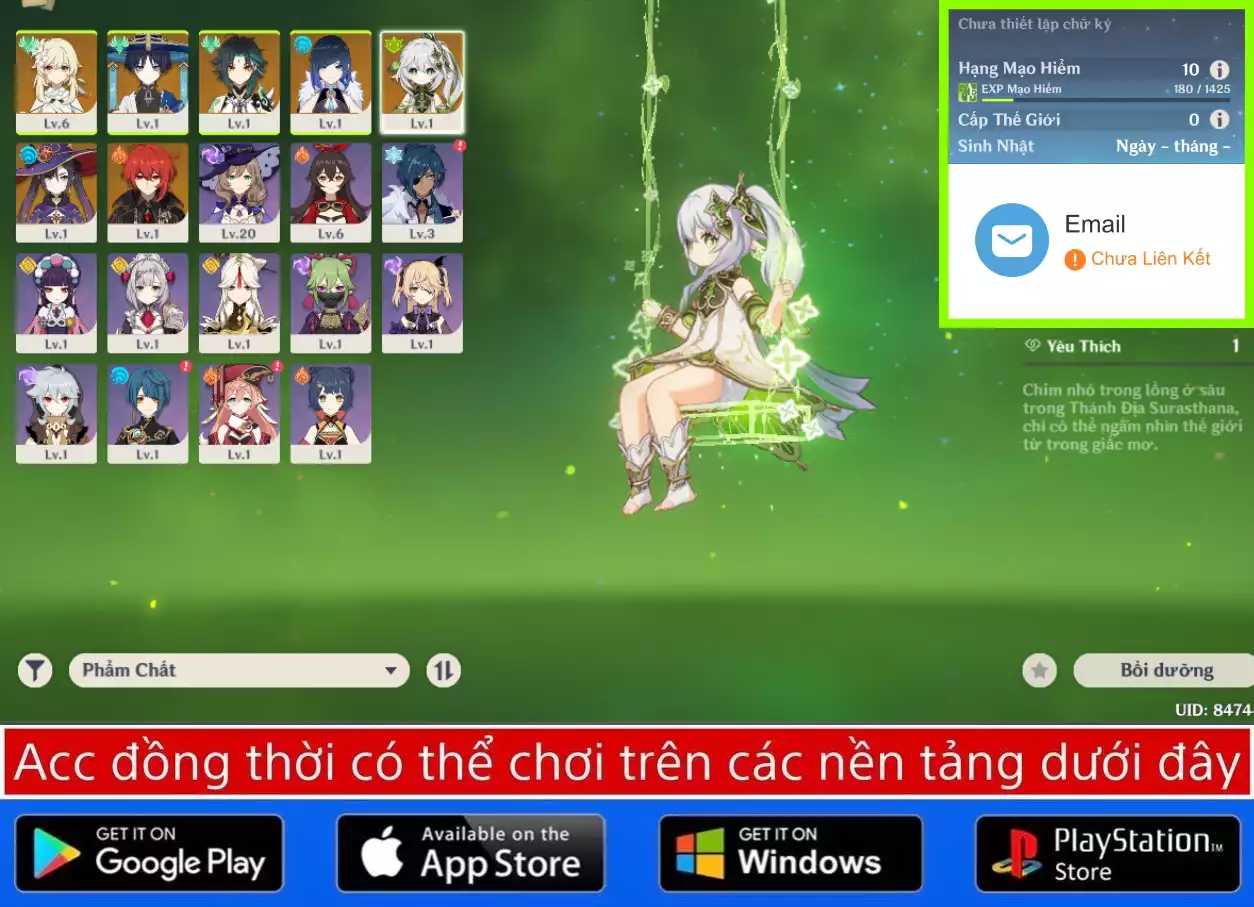 Lv.6
Lv.1
Lv.1
Lv.1
Lv.1
Lv.1
Lv.1
Lv.20
Lv.6
Lv.3
Lv.1
Lv.1
Lv.1
Lv.1
Lv.1
Lv.1
Lv.1
Lv.1
Lv.1
Chưa thiết lập chữ ký
Hạng Mạo Hiểm 10
EXP Mạo Hiểm 180 / 1425
Cấp Thế Giới 0
Sinh Nhật Ngày - tháng -
Email
Chưa Liên Kết
Yêu Thích 1
Chim nhỏ trong lồng ở sâu
trong Thánh Địa Surasthana,
chỉ có thể ngắm nhìn thế giới
từ trong giấc mơ.
Phẩm Chất
Bồi dưỡng
UID: 8474
Acc đồng thời có thể chơi trên các nền tảng dưới đây
GET IT ON
Google Play
Available on the
App Store
GET IT ON
Windows
PlayStation™
Store